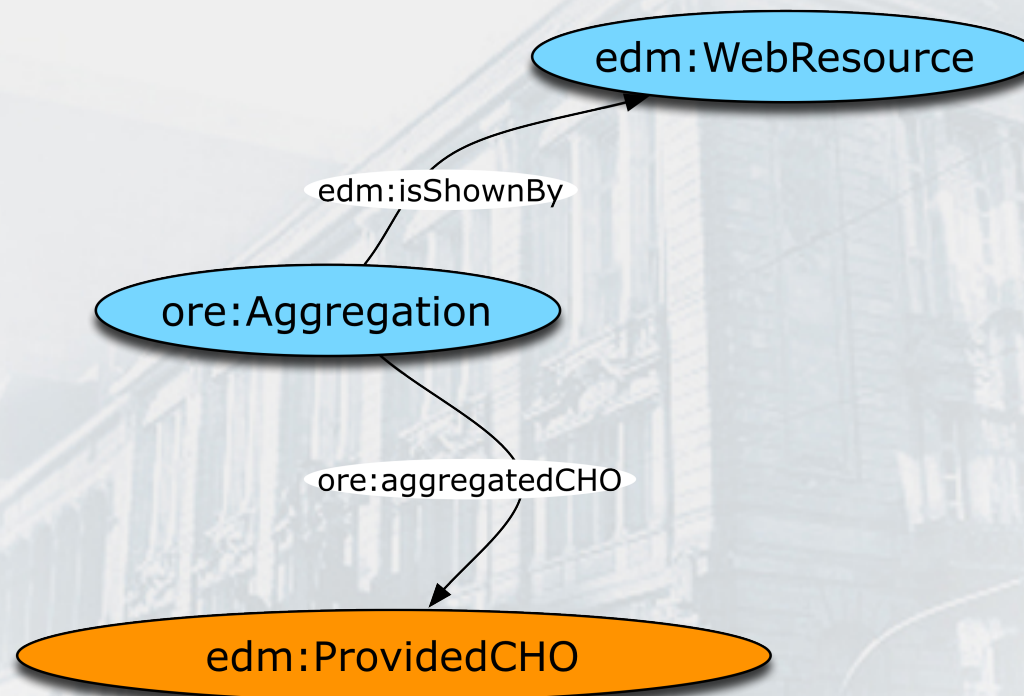 edm:WebResource
edm:isShownBy
ore:Aggregation
ore:aggregatedCHO
edm:ProvidedCHO